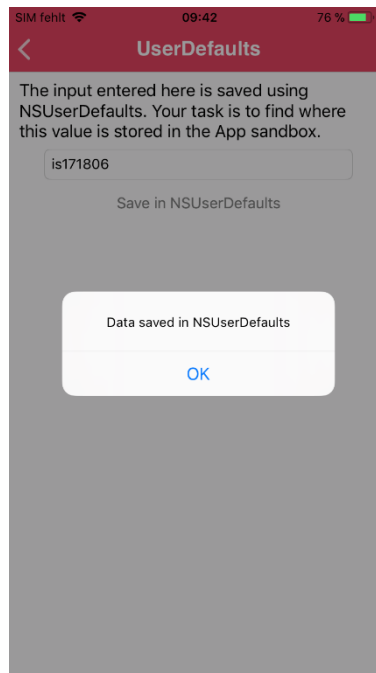 SIM fehlt 09:42 76 %
UserDefaults
The input entered here is saved using
NSUserDefaults. Your task is to find where
this value is stored in the App sandbox.
is171806
Save in NSUserDefaults
Data saved in NSUserDefaults
OK